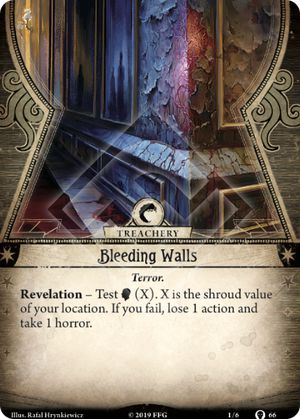 TREACHERY
Bleeding Walls
Terror.
Revelation – Test (X). X is the shroud value
of your location. If you fail, lose 1 action and
take 1 horror.
Illus. Rafał Hrynkiewicz © 2019 FFG 1/6 66